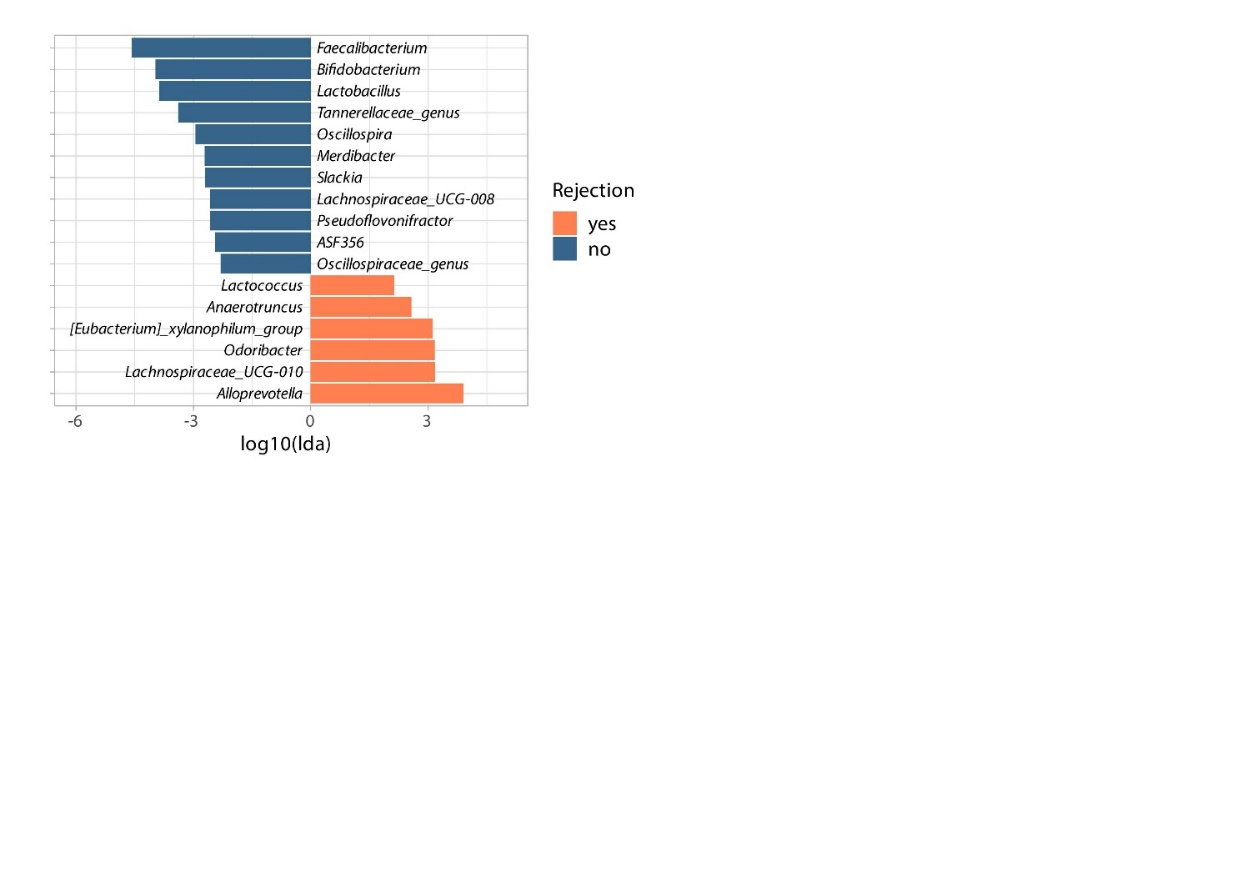 Faecalibacterium
Bifidobacterium
Lactobacillus
Tannerellaceae_genus
Oscillospira
Merdibacter
Slackia
Lachnospiraceae_UCG-008
Pseudoflovonifractor
ASF356
Oscillospiraceae_genus
Lactococcus
Anaerotruncus
[Eubacterium]_xylanophilum_group
Odoribacter
Lachnospiraceae_UCG-010
Alloprevotella
-6 -3 0 3
log10(lda)
Rejection
yes
no